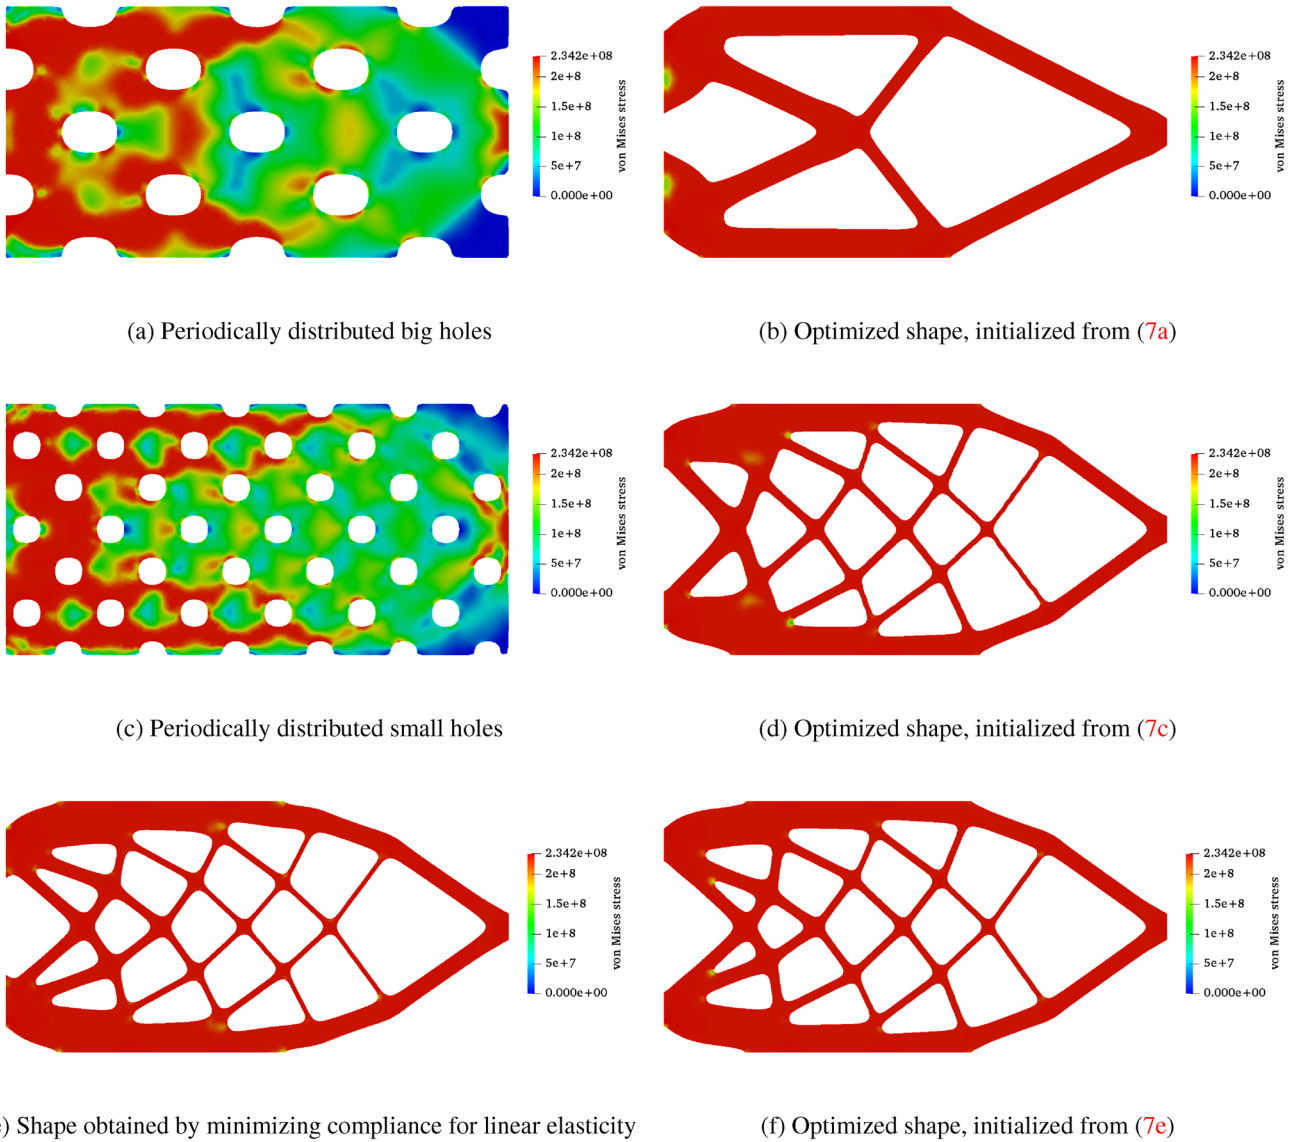 2.342e+08
2e+8
1.5e+8
1e+8
5e+7
0.000e+00
von Mises stress
2.342e+08
2e+8
1.5e+8
1e+8
5e+7
0.000e+00
von Mises stress
(a) Periodically distributed big holes
(b) Optimized shape, initialized from (7a)
2.342e+08
2e+8
1.5e+8
1e+8
5e+7
0.000e+00
von Mises stress
2.342e+08
2e+8
1.5e+8
1e+8
5e+7
0.000e+00
von Mises stress
(c) Periodically distributed small holes
(d) Optimized shape, initialized from (7c)
2.342e+08
2e+8
1.5e+8
1e+8
5e+7
0.000e+00
von Mises stress
2.342e+08
2e+8
1.5e+8
1e+8
5e+7
0.000e+00
von Mises stress
) Shape obtained by minimizing compliance for linear elasticity
(f) Optimized shape, initialized from (7e)